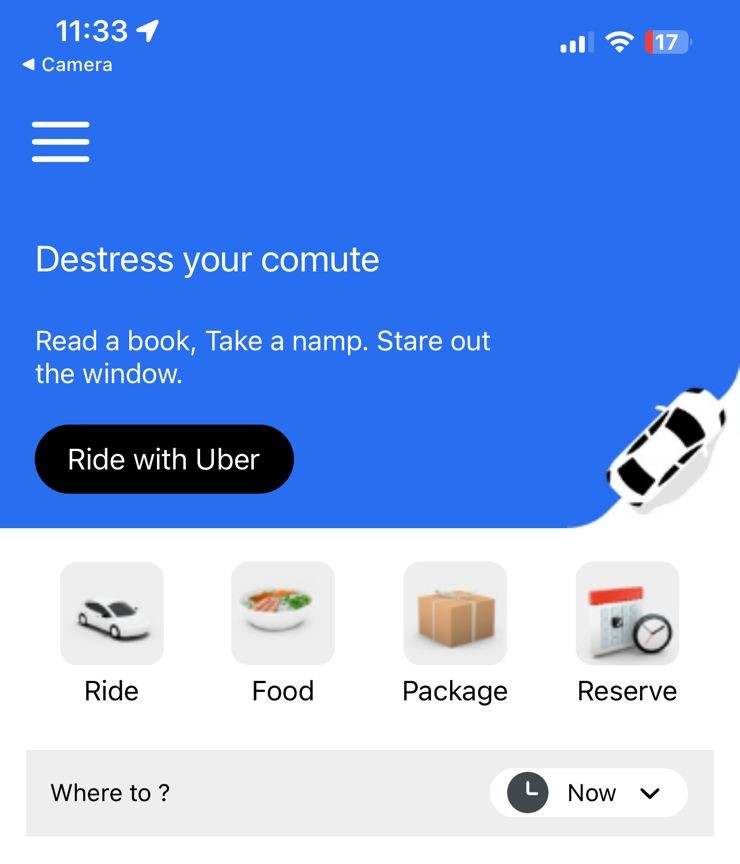 11:33
17
◀ Camera
Destress your comute
Read a book, Take a namp. Stare out
the window.
Ride with Uber
Ride
Food
Package
Reserve
Where to ?
Now